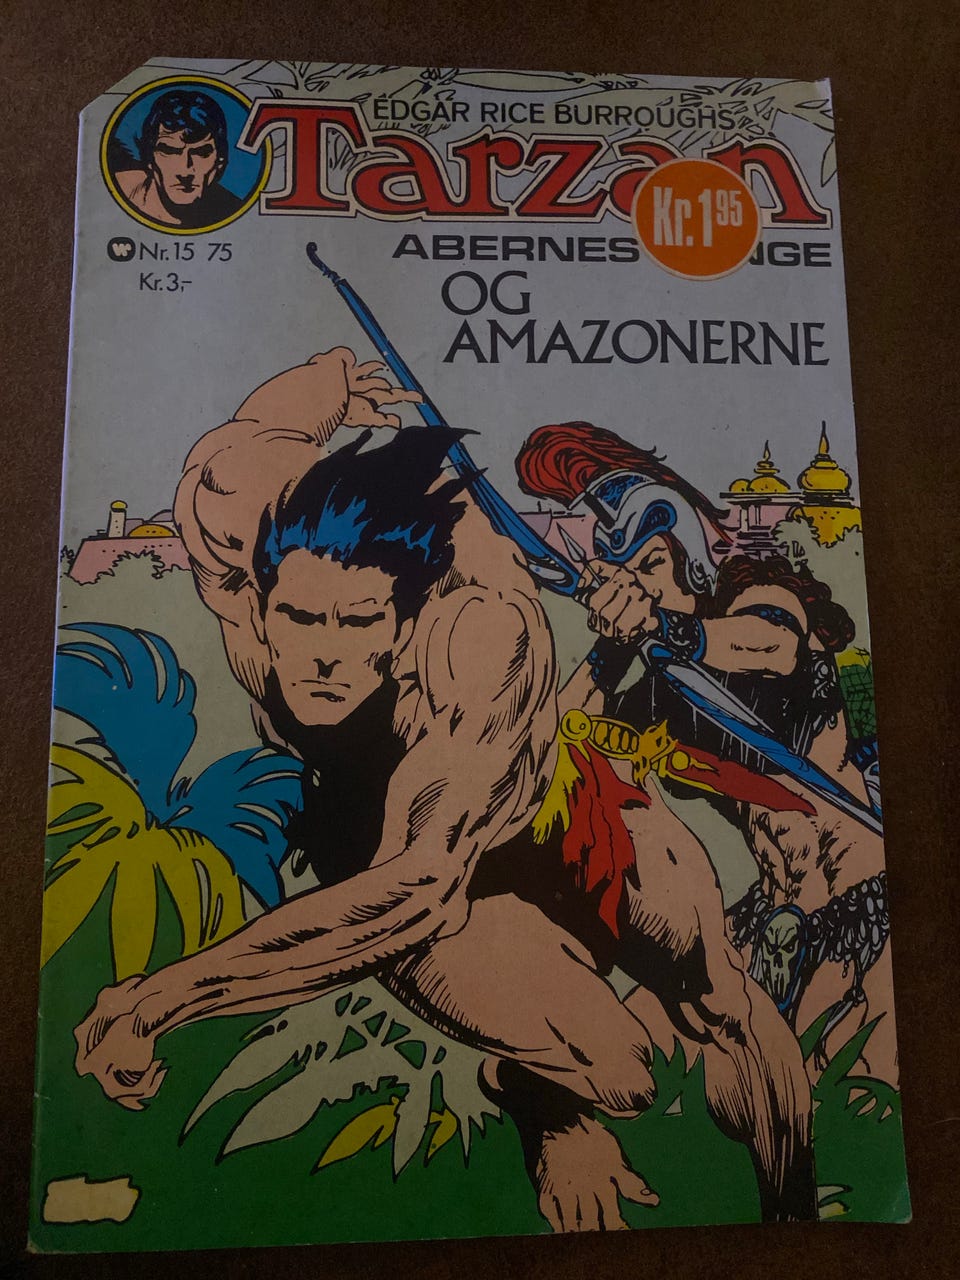 EDGAR RICE BURROUGHS
Tarzan
Kr. 1 95
W Nr. 15 75
Kr. 3,-
ABERNES NGE
OG
AMAZONERNE